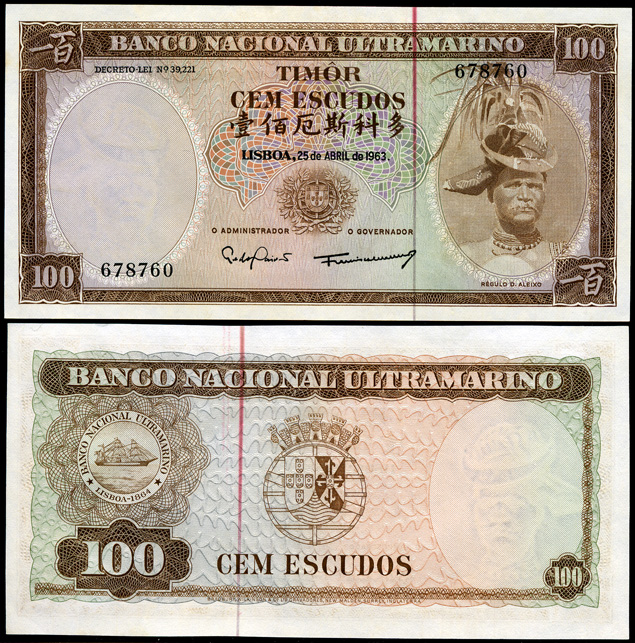 一百
BANCO NACIONAL ULTRAMARINO
100
DECRETO-LEI Nº 39,221
TIMÔR
678760
CEM ESCUDOS
壹佰厄斯科多
LISBOA, 25 de ABRIL de 1963.
O ADMINISTRADOR
O GOVERNADOR
100
678760
一百
RÉGULO D. ALEIXO
BANCO NACIONAL ULTRAMARINO
BANCO NACIONAL ULTRAMARINO
LISBOA-1864
100
CEM ESCUDOS
100